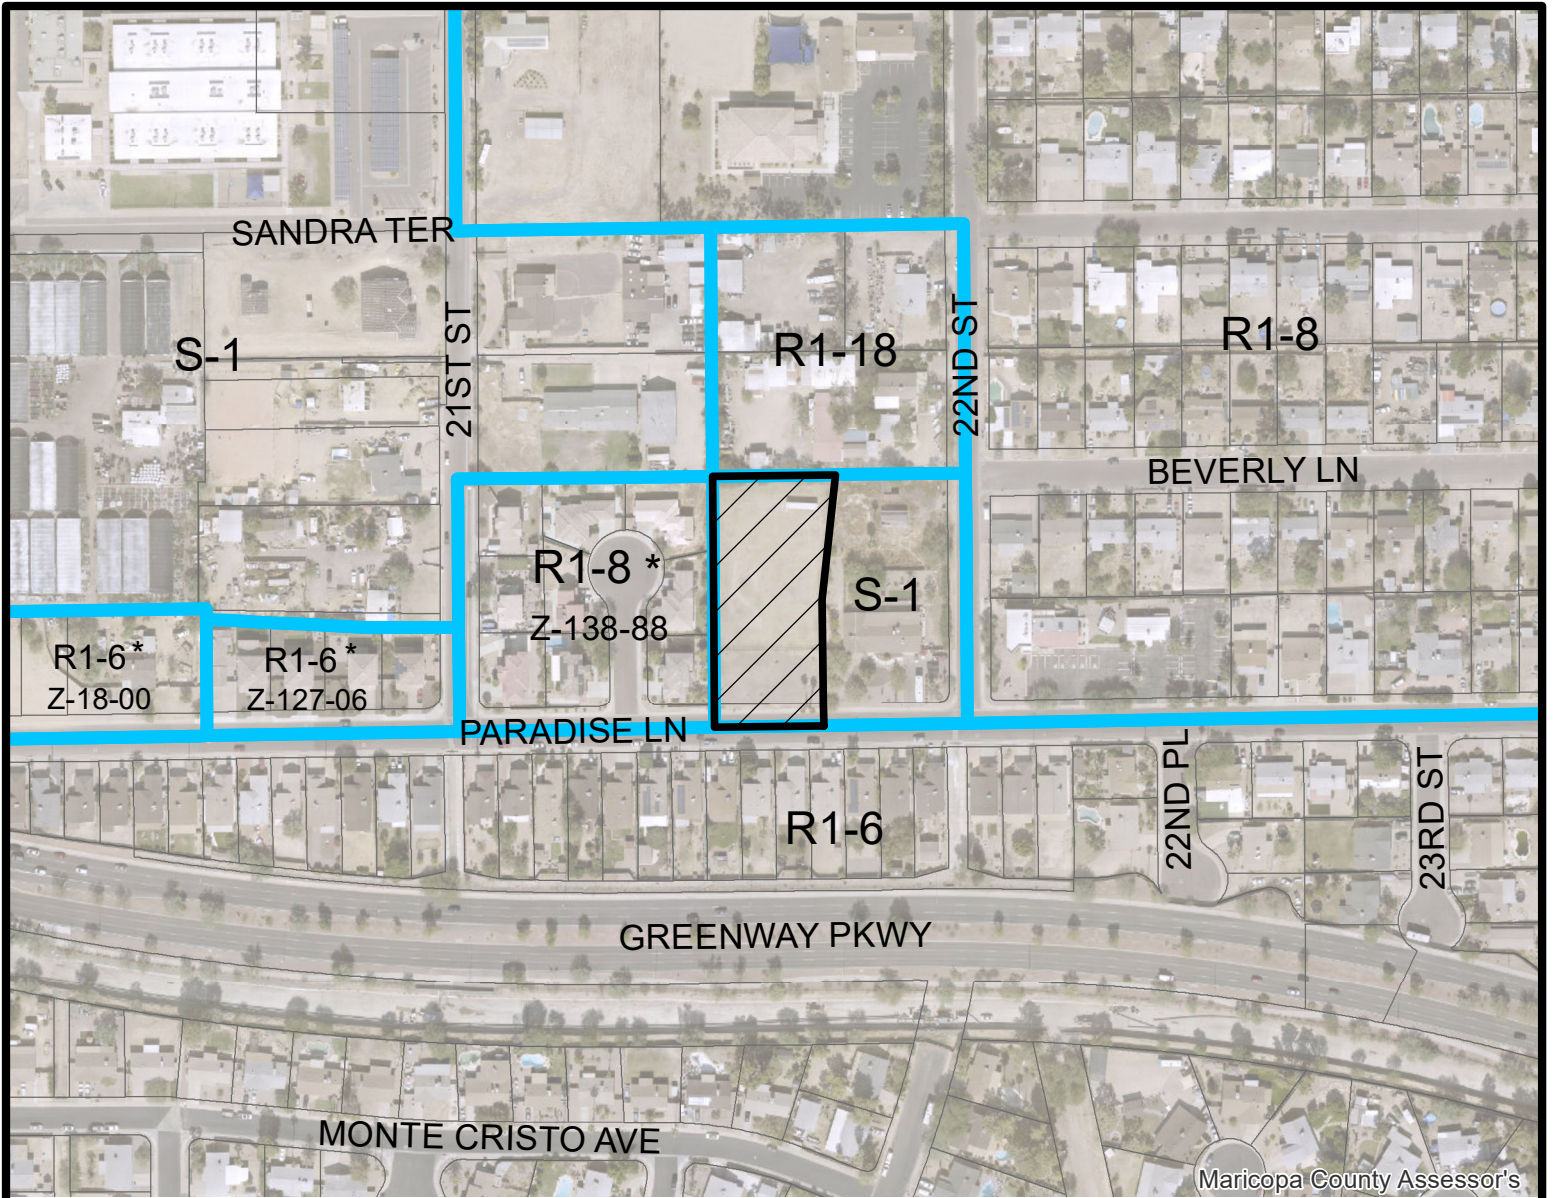 SANDRA TER
S-1
21ST ST
R1-18
22ND ST
R1-8
BEVERLY LN
R1-8 *
Z-138-88
S-1
R1-6 *
Z-18-00
R1-6 *
Z-127-06
PARADISE LN
R1-6
22ND PL
23RD ST
GREENWAY PKWY
MONTE CRISTO AVE
Maricopa County Assessor's